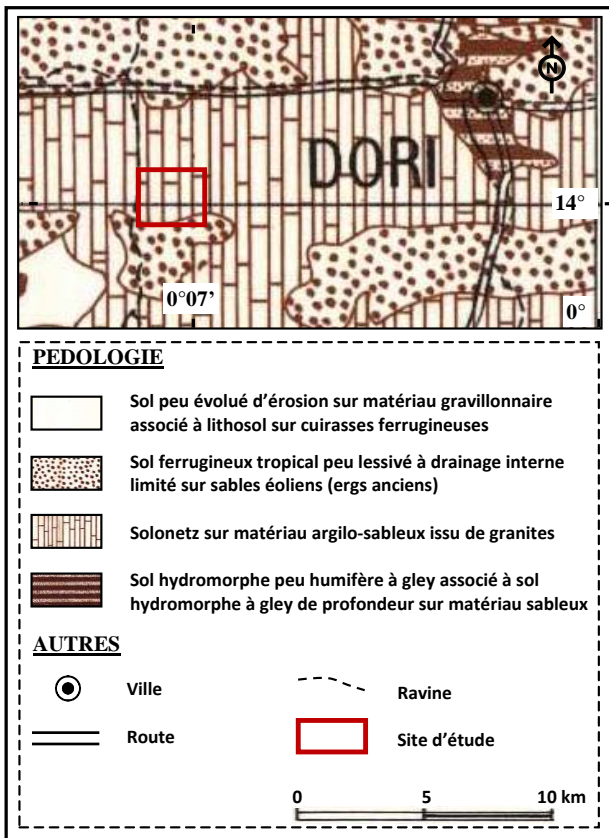 N
DORI
14°
0°07'
0°
PEDOLOGIE
Sol peu évolué d'érosion sur matériau gravillonnaire
associé à lithosol sur cuirasses ferrugineuses
Sol ferrugineux tropical peu lessivé à drainage interne
limité sur sables éoliens (ergs anciens)
Solonetz sur matériau argilo-sableux issu de granites
Sol hydromorphe peu humifère à gley associé à sol
hydromorphe à gley de profondeur sur matériau sableux
AUTRES
Ville
Ravine
Route
Site d'étude
0 5 10 km